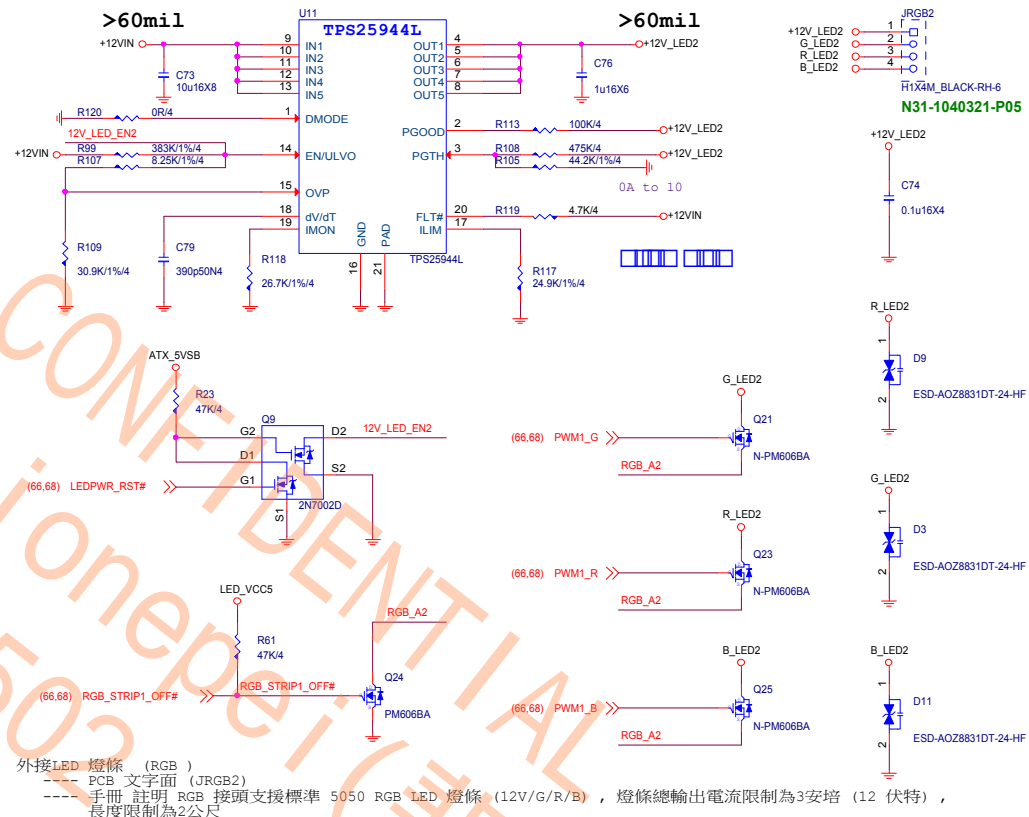 >60mil
U11
TPS25944L
>60mil
+12VIN
9 IN1
10 IN2
11 IN3
12 IN4
13 IN5
OUT1 4
OUT2 5
OUT3 6
OUT4 7
OUT5 8
+12V_LED2
C73
10u16X8
C76
1u16X6
R120 0R/4
1 DMODE
12V_LED_EN2
PGOOD 2
R113 100K/4
+12V_LED2
+12VIN
R99 383K/1%/4
R107 8.25K/1%/4
14 EN/ULVO
PGTH 3
R108 475K/4
+12V_LED2
R105 44.2K/1%/4
15 OVP
0A to 10
18 dV/dT
19 IMON
GND
16
PAD
21
FLT# 20
ILIM 17
R119 4.7K/4
+12VIN
TPS25944L
R109
30.9K/1%/4
C79
390p50N4
R118
26.7K/1%/4
R117
24.9K/1%/4
JRGB2
+12V_LED2 1
G_LED2 2
R_LED2 3
B_LED2 4
H1X4M_BLACK-RH-6
N31-1040321-P05
+12V_LED2
C74
0.1u16X4
R_LED2
1
D9
2
ESD-AOZ8831DT-24-HF
ATX_5VSB
R23
47K/4
Q9
G2
D1
G1
S1
D2
S2
12V_LED_EN2
(66,68) LEDPWR_RST#
2N7002D
G_LED2
Q21
(66,68) PWM1_G
N-PM606BA
RGB_A2
G_LED2
1
D3
2
ESD-AOZ8831DT-24-HF
R_LED2
Q23
(66,68) PWM1_R
N-PM606BA
RGB_A2
LED_VCC5
R61
47K/4
RGB_A2
(66,68) RGB_STRIP1_OFF#
RGB_STRIP1_OFF#
Q24
PM606BA
B_LED2
Q25
(66,68) PWM1_B
N-PM606BA
RGB_A2
B_LED2
1
D11
2
ESD-AOZ8831DT-24-HF
外接LED 燈條 (RGB )
---- PCB 文字面 (JRGB2)
---- 手冊 註明 RGB 接頭支援標準 5050 RGB LED 燈條 (12V/G/R/B) , 燈條總輸出電流限制為3安培 (12 伏特) ,
長度限制為2公尺
CONFIDENTIAL